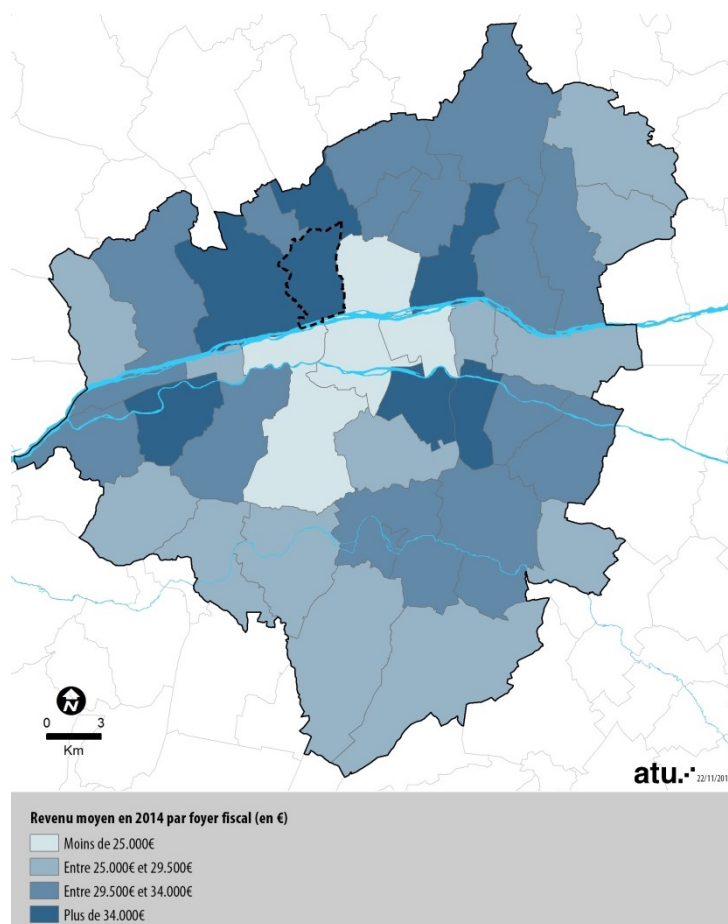 N
0 3
Km
atu.
Revenu moyen en 2014 par foyer fiscal (en €)
Moins de 25.000€
Entre 25.000€ et 29.500€
Entre 29.500€ et 34.000€
Plus de 34.000€